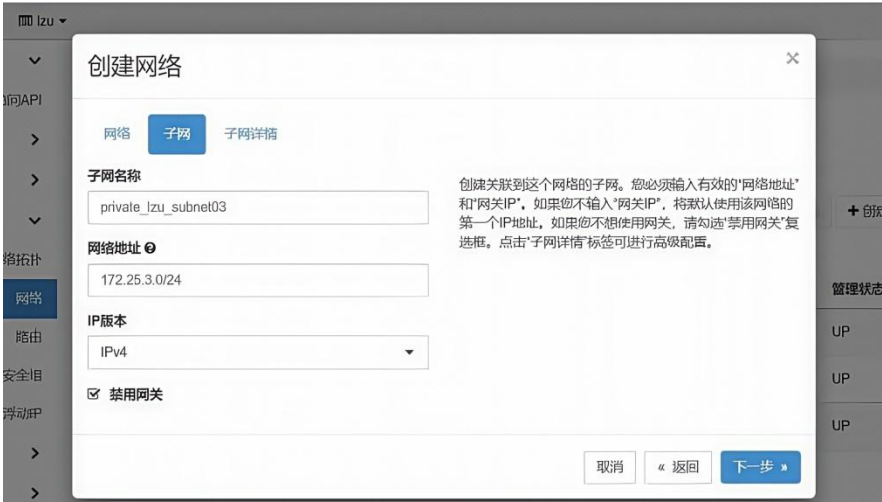 lzu
创建网络
问API
网络 子网 子网详情
子网名称
private_lzu_subnet03
网络地址
172.25.3.0/24
IP版本
IPv4
禁用网关
创建关联到这个网络的子网。您必须输入有效的"网络地址"
和"网关IP"。如果您不输入"网关IP"，将默认使用该网络的
第一个IP地址。如果您不想使用网关，请勾选"禁用网关"复
选框。点击"子网详情"标签可进行高级配置。
络拓扑
网络
路由
安全组
浮动IP
管理状态
UP
UP
UP
取消 « 返回 下一步 »